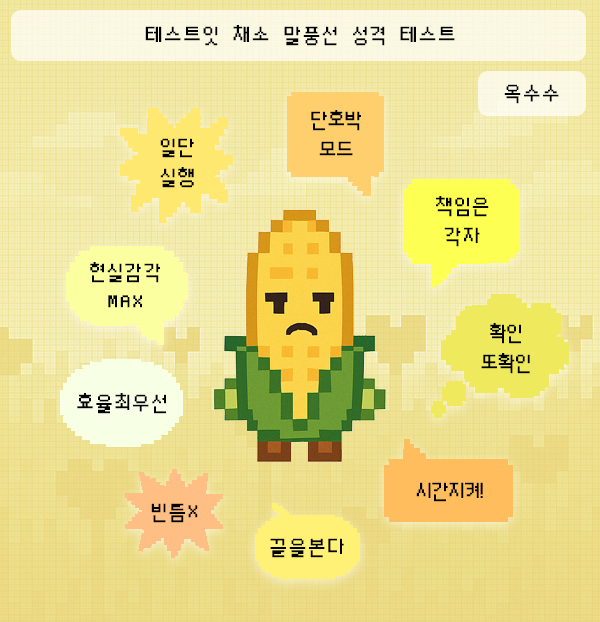 테스트잇 채소 말풍선 성격 테스트
옥수수
일단
실행
단호박
모드
책임은
각자
현실감각
MAX
확인
또확인
효율최우선
시간지켜!
빈틈X
끝을본다